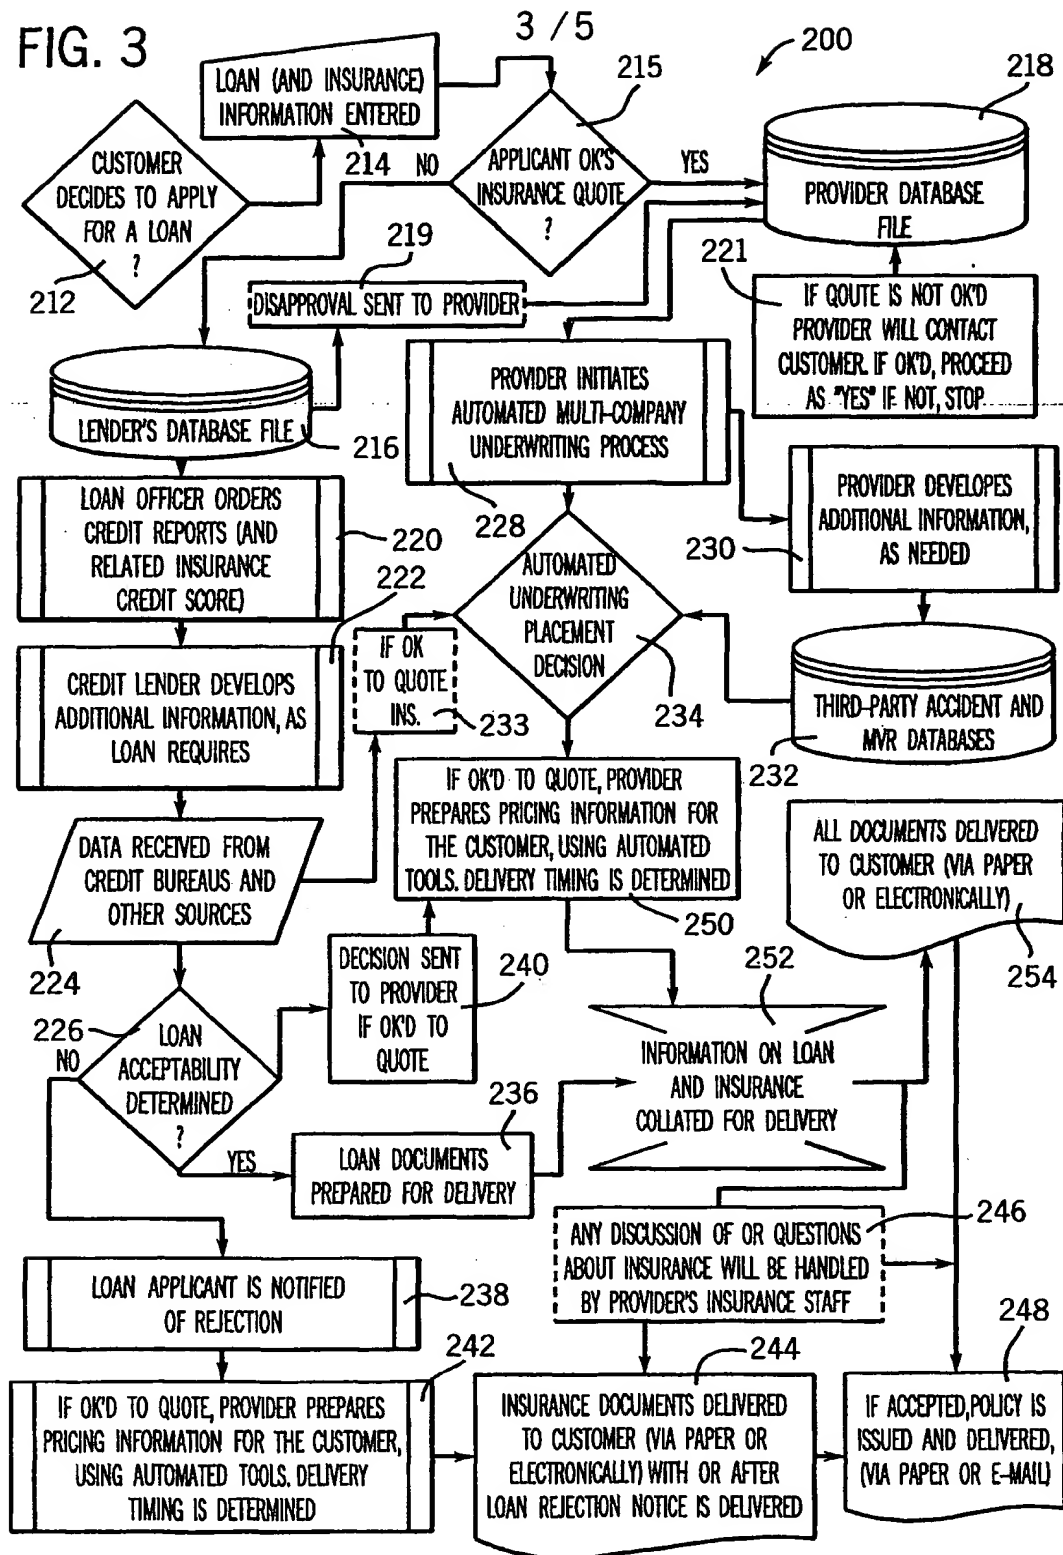 FIG. 3
3 / 5
200
LOAN (AND INSURANCE)
INFORMATION ENTERED
214
215
218
CUSTOMER
DECIDES TO APPLY
FOR A LOAN
?
212
NO
APPLICANT OK'S
INSURANCE QUOTE
?
YES
PROVIDER DATABASE
FILE
219
DISAPPROVAL SENT TO PROVIDER
221
IF QOUTE IS NOT OK'D
PROVIDER WILL CONTACT
CUSTOMER. IF OK'D, PROCEED
AS "YES" IF NOT, STOP
LENDER'S DATABASE FILE
216
PROVIDER INITIATES
AUTOMATED MULTI-COMPANY
UNDERWRITING PROCESS
228
LOAN OFFICER ORDERS
CREDIT REPORTS (AND
RELATED INSURANCE
CREDIT SCORE)
220
PROVIDER DEVELOPES
ADDITIONAL INFORMATION,
AS NEEDED
230
222
AUTOMATED
UNDERWRITING
PLACEMENT
DECISION
234
IF OK
TO QUOTE
INS.
233
CREDIT LENDER DEVELOPS
ADDITIONAL INFORMATION, AS
LOAN REQUIRES
THIRD-PARTY ACCIDENT AND
MVR DATABASES
232
IF OK'D TO QUOTE, PROVIDER
PREPARES PRICING INFORMATION FOR
THE CUSTOMER, USING AUTOMATED
TOOLS. DELIVERY TIMING IS DETERMINED
250
DATA RECEIVED FROM
CREDIT BUREAUS AND
OTHER SOURCES
224
ALL DOCUMENTS DELIVERED
TO CUSTOMER (VIA PAPER
OR ELECTRONICALLY)
254
DECISION SENT
TO PROVIDER
IF OK'D TO
QUOTE
240
252
226
NO
LOAN
ACCEPTABILITY
DETERMINED
?
YES
INFORMATION ON LOAN
AND INSURANCE
COLLATED FOR DELIVERY
236
LOAN DOCUMENTS
PREPARED FOR DELIVERY
ANY DISCUSSION OF OR QUESTIONS
ABOUT INSURANCE WILL BE HANDLED
BY PROVIDER'S INSURANCE STAFF
246
LOAN APPLICANT IS NOTIFIED
OF REJECTION
238
242
244
248
IF OK'D TO QUOTE, PROVIDER PREPARES
PRICING INFORMATION FOR THE CUSTOMER,
USING AUTOMATED TOOLS. DELIVERY
TIMING IS DETERMINED
INSURANCE DOCUMENTS DELIVERED
TO CUSTOMER (VIA PAPER OR
ELECTRONICALLY) WITH OR AFTER
LOAN REJECTION NOTICE IS DELIVERED
IF ACCEPTED,POLICY IS
ISSUED AND DELIVERED,
(VIA PAPER OR E-MAIL)